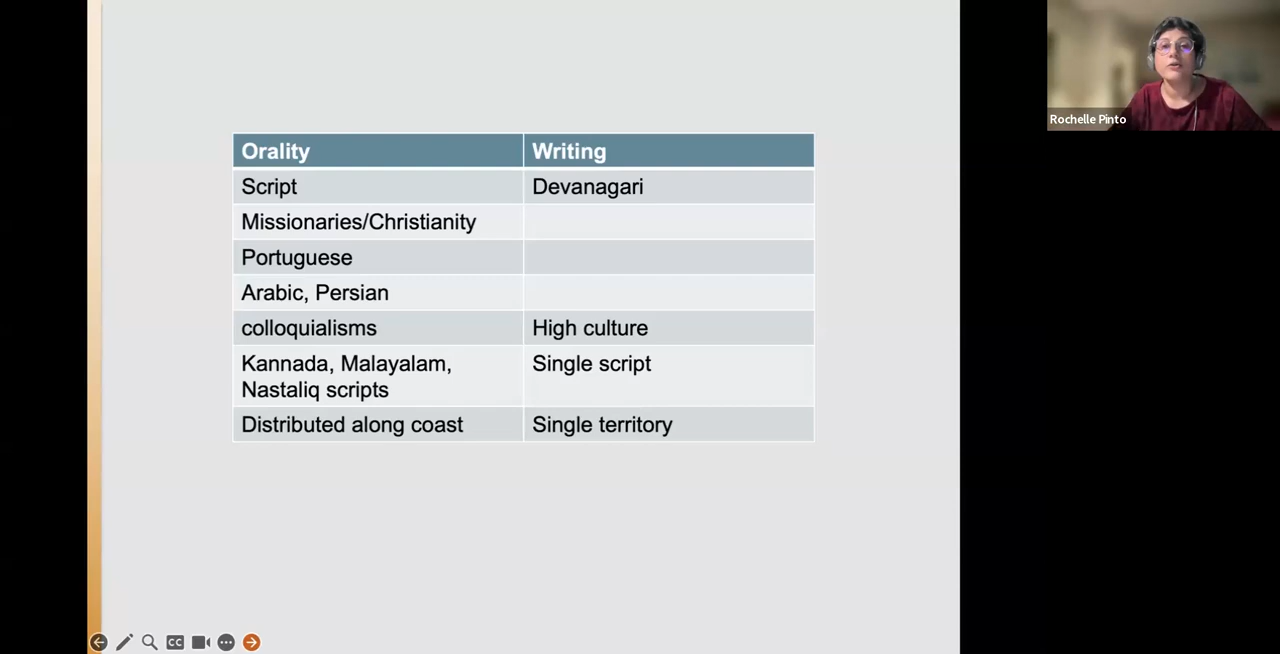 Orality Writing
Script Devanagari
Missionaries/Christianity
Portuguese
Arabic, Persian
colloquialisms High culture
Kannada, Malayalam, Single script
Nastaliq scripts
Distributed along coast Single territory
Rochelle Pinto
CC